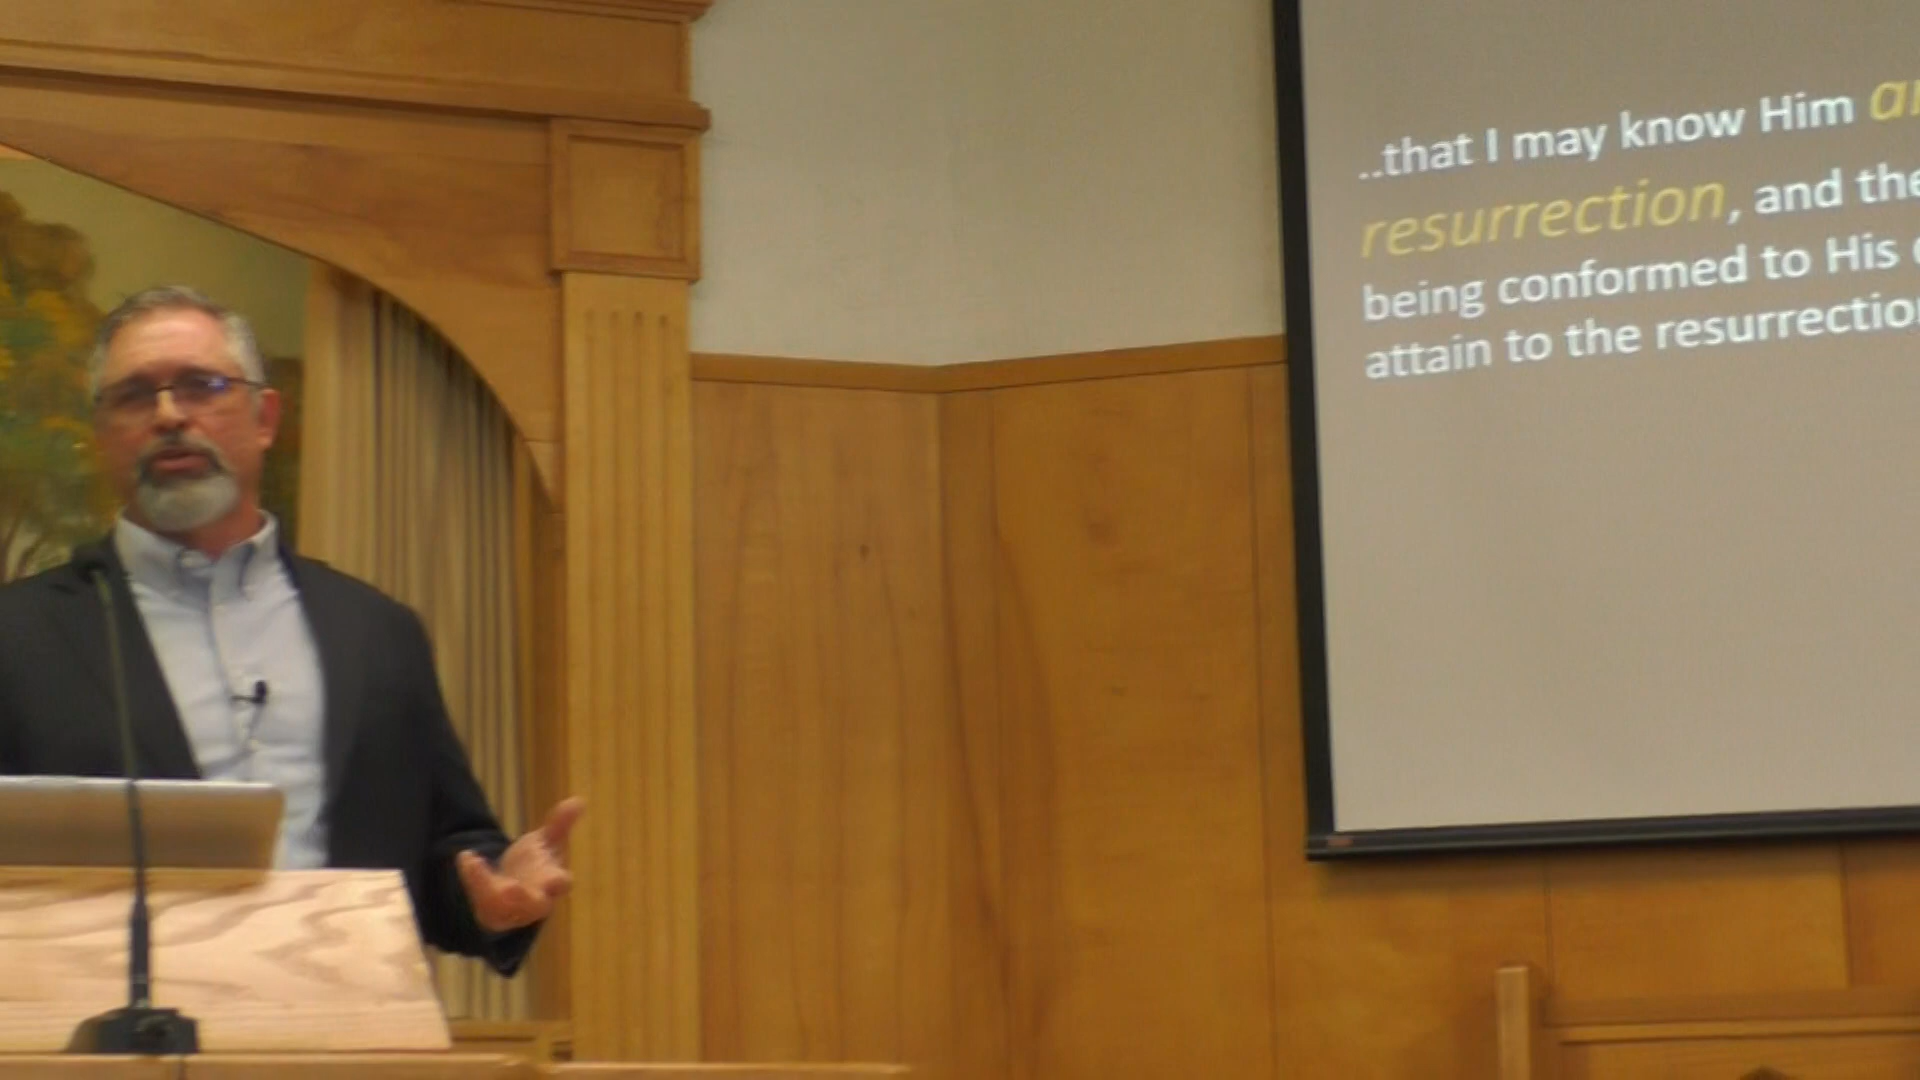 ..that I may know Him
resurrection, and the
being conformed to His
attain to the resurrection